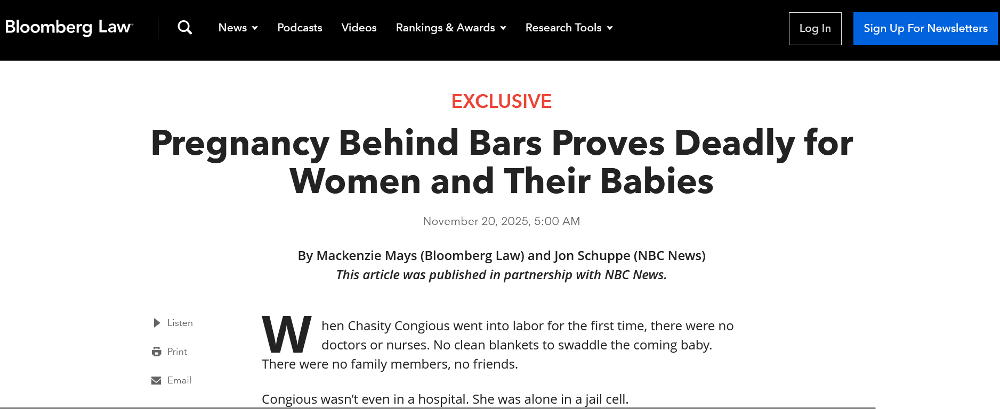 Bloomberg Law
News
Podcasts
Videos
Rankings & Awards
Research Tools
Log In
Sign Up For Newsletters
EXCLUSIVE
Pregnancy Behind Bars Proves Deadly for
Women and Their Babies
November 20, 2025, 5:00 AM
By Mackenzie Mays (Bloomberg Law) and Jon Schuppe (NBC News)
This article was published in partnership with NBC News.
Listen
Print
Email
When Chasity Congious went into labor for the first time, there were no
doctors or nurses. No clean blankets to swaddle the coming baby.
There were no family members, no friends.
Congious wasn’t even in a hospital. She was alone in a jail cell.